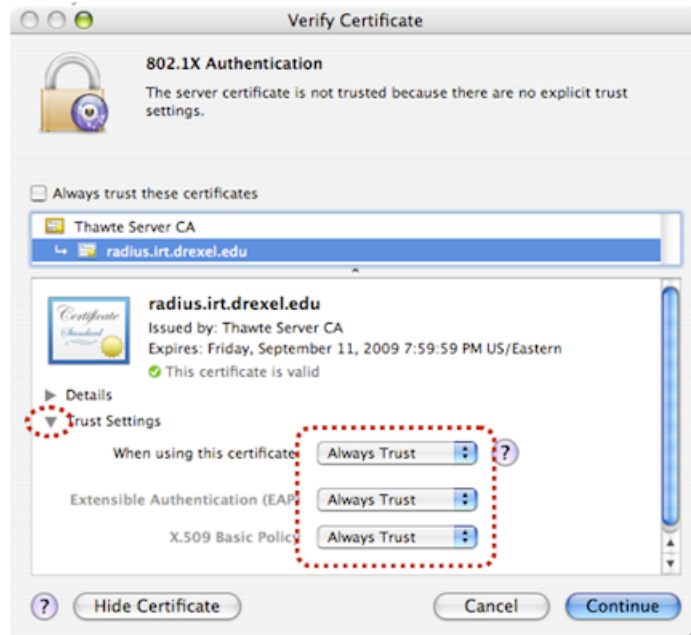 Verify Certificate
802.1X Authentication
The server certificate is not trusted because there are no explicit trust
settings.
Always trust these certificates
Thawte Server CA
radius.irt.drexel.edu
Certificate
Standard
radius.irt.drexel.edu
Issued by: Thawte Server CA
Expires: Friday, September 11, 2009 7:59:59 PM US/Eastern
This certificate is valid
Details
Trust Settings
When using this certificate Always Trust ?
Extensible Authentication (EAP) Always Trust
X.509 Basic Policy Always Trust
? Hide Certificate Cancel Continue